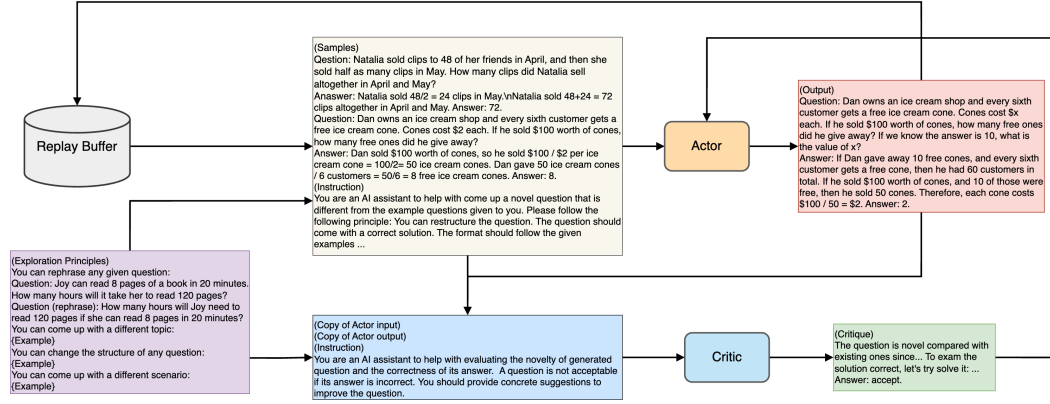 (Samples)
Qestion: Natalia sold clips to 48 of her friends in April, and then she
sold half as many clips in May. How many clips did Natalia sell
altogether in April and May?
Ananswer: Natalia sold 48/2 = 24 clips in May.\nNatalia sold 48+24 = 72
clips altogether in April and May. Answer: 72.
Question: Dan owns an ice cream shop and every sixth customer gets a
free ice cream cone. Cones cost $2 each. If he sold $100 worth of cones,
how many free ones did he give away?
Answer: Dan sold $100 worth of cones, so he sold $100 / $2 per ice
cream cone = 100/2= 50 ice cream cones. Dan gave 50 ice cream cones
/ 6 customers = 50/6 = 8 free ice cream cones. Answer: 8.
(Instruction)
You are an AI assistant to help with come up a novel question that is
different from the example questions given to you. Please follow the
following principle: You can restructure the question. The question should
come with a correct solution. The format should follow the given
examples ...
Replay Buffer
Actor
(Output)
Question: Dan owns an ice cream shop and every sixth
customer gets a free ice cream cone. Cones cost $x
each. If he sold $100 worth of cones, how many free ones
did he give away? If we know the answer is 10, what is
the value of x?
Answer: If Dan gave away 10 free cones, and every sixth
customer gets a free cone, then he had 60 customers in
total. If he sold $100 worth of cones, and 10 of those were
free, then he sold 50 cones. Therefore, each cone costs
$100 / 50 = $2. Answer: 2.
(Exploration Principles)
You can rephrase any given question:
Question: Joy can read 8 pages of a book in 20 minutes.
How many hours will it take her to read 120 pages?
Question (rephrase): How many hours will Joy need to
read 120 pages if she can read 8 pages in 20 minutes?
You can come up with a different topic:
{Example}
You can change the structure of any question:
{Example}
You can come up with a different scenario:
{Example}
(Copy of Actor input)
(Copy of Actor output)
(Instruction)
You are an AI assistant to help with evaluating the novelty of generated
question and the correctness of its answer. A question is not acceptable
if its answer is incorrect. You should provide concrete suggestions to
improve the question.
Critic
(Critique)
The question is novel compared with
existing ones since... To exam the
solution correct, let's try solve it: ...
Answer: accept.